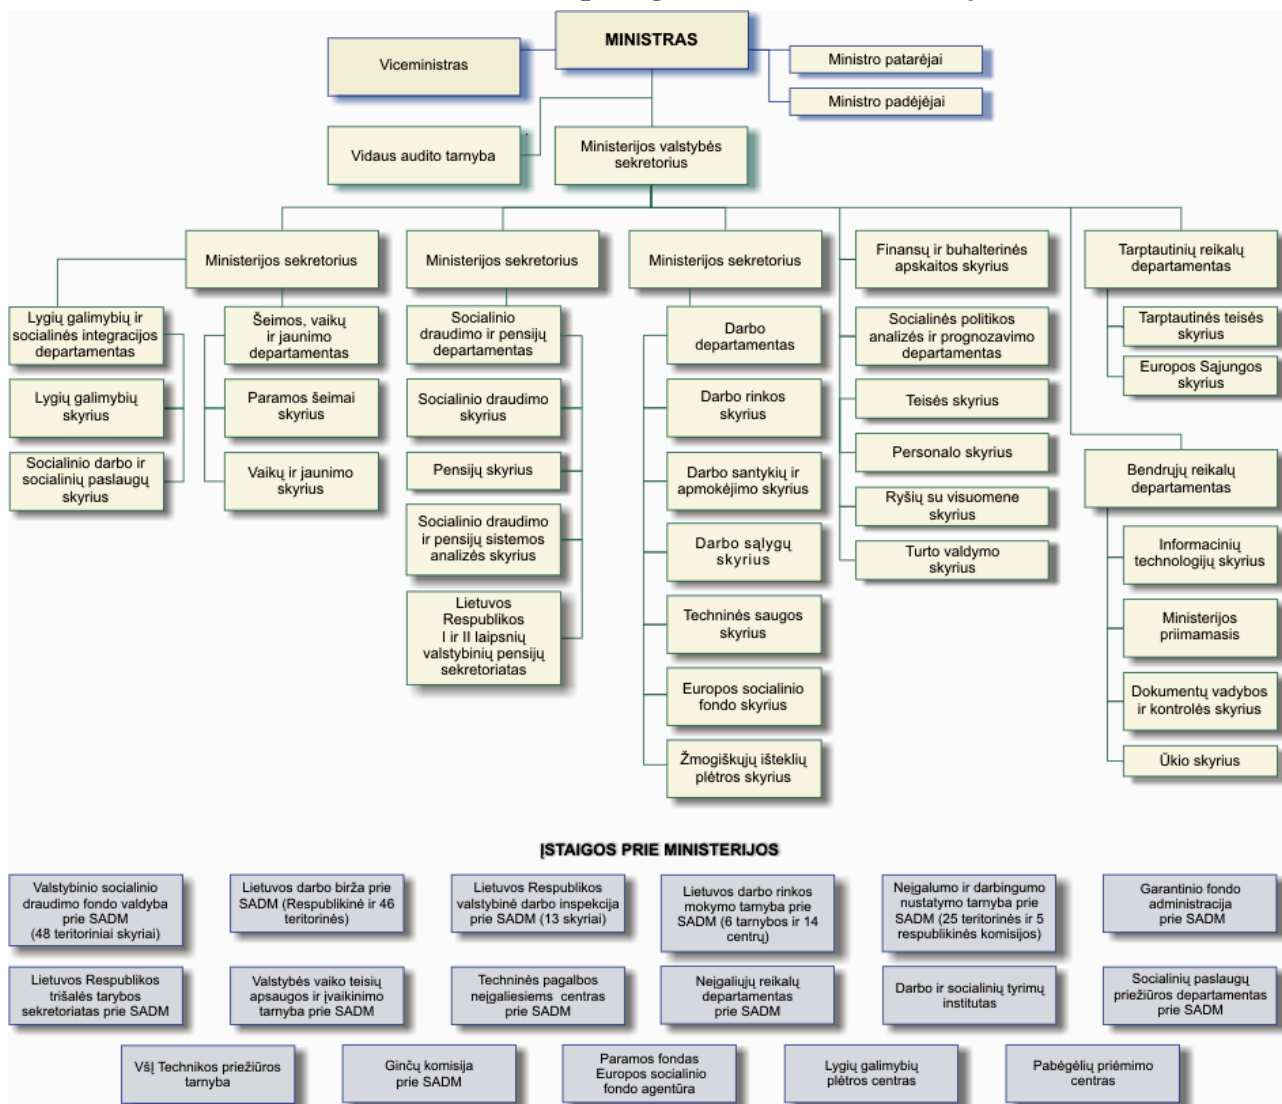 MINISTRAS
Viceministras
Ministro patarėjai
Ministro padėjėjai
Vidaus audito tarnyba
Ministerijos valstybės
sekretorius
Ministerijos sekretorius
Lygių galimybių ir
socialinės integracijos
departamentas
Lygių galimybių
skyrius
Socialinio darbo ir
socialinių paslaugų
skyrius
Šeimos, vaikų
ir jaunimo
departamentas
Paramos šeimai
skyrius
Vaikų ir jaunimo
skyrius
Ministerijos sekretorius
Socialinio
draudimo ir pensijų
departamentas
Socialinio draudimo
skyrius
Pensijų skyrius
Socialinio draudimo
ir pensijų sistemos
analizės skyrius
Lietuvos
Respublikos
I ir II laipsnių
valstybinių pensijų
sekretoriatas
Ministerijos sekretorius
Darbo
departamentas
Darbo rinkos
skyrius
Darbo santykių ir
apmokėjimo skyrius
Darbo sąlygų
skyrius
Techninės saugos
skyrius
Europos socialinio
fondo skyrius
Žmogiškųjų išteklių
plėtros skyrius
Finansų ir buhalterinės
apskaitos skyrius
Socialinės politikos
analizės ir prognozavimo
departamentas
Teisės skyrius
Personalo skyrius
Ryšių su visuomene
skyrius
Turto valdymo
skyrius
Tarptautinių reikalų
departamentas
Tarptautinės teisės
skyrius
Europos Sąjungos
skyrius
Bendrųjų reikalų
departamentas
Informacinių
technologijų skyrius
Ministerijos
priimamasis
Dokumentų vadybos
ir kontrolės skyrius
Ūkio skyrius
ĮSTAIGOS PRIE MINISTERIJOS
Valstybinio socialinio
draudimo fondo valdyba
prie SADM
(48 teritoriniai skyriai)
Lietuvos darbo birža prie
SADM (Respublikinė ir 46
teritorinės)
Lietuvos Respublikos
valstybinė darbo inspekcija
prie SADM (13 skyriai)
Lietuvos darbo rinkos
mokymo tarnyba prie
SADM (6 tarnybos ir 14
centrų)
Neįgalumo ir darbingumo
nustatymo tarnyba prie
SADM (25 teritorinės ir 5
respublikinės komisijos)
Garantinio fondo
administracija
prie SADM
Lietuvos Respublikos
trišalės tarybos
sekretoriatas prie SADM
Valstybės vaiko teisių
apsaugos ir įvaikinimo
tarnyba prie SADM
Techninės pagalbos
neįgaliesiems centras
prie SADM
Neįgaliųjų reikalų
departamentas
prie SADM
Darbo ir socialinių tyrimų
institutas
Socialinių paslaugų
priežiūros departamentas
prie SADM
VšĮ Technikos priežiūros
tarnyba
Ginčų komisija
prie SADM
Paramos fondas
Europos socialinio
fondo agentūra
Lygių galimybių
plėtros centras
Pabėgėlių priėmimo
centras